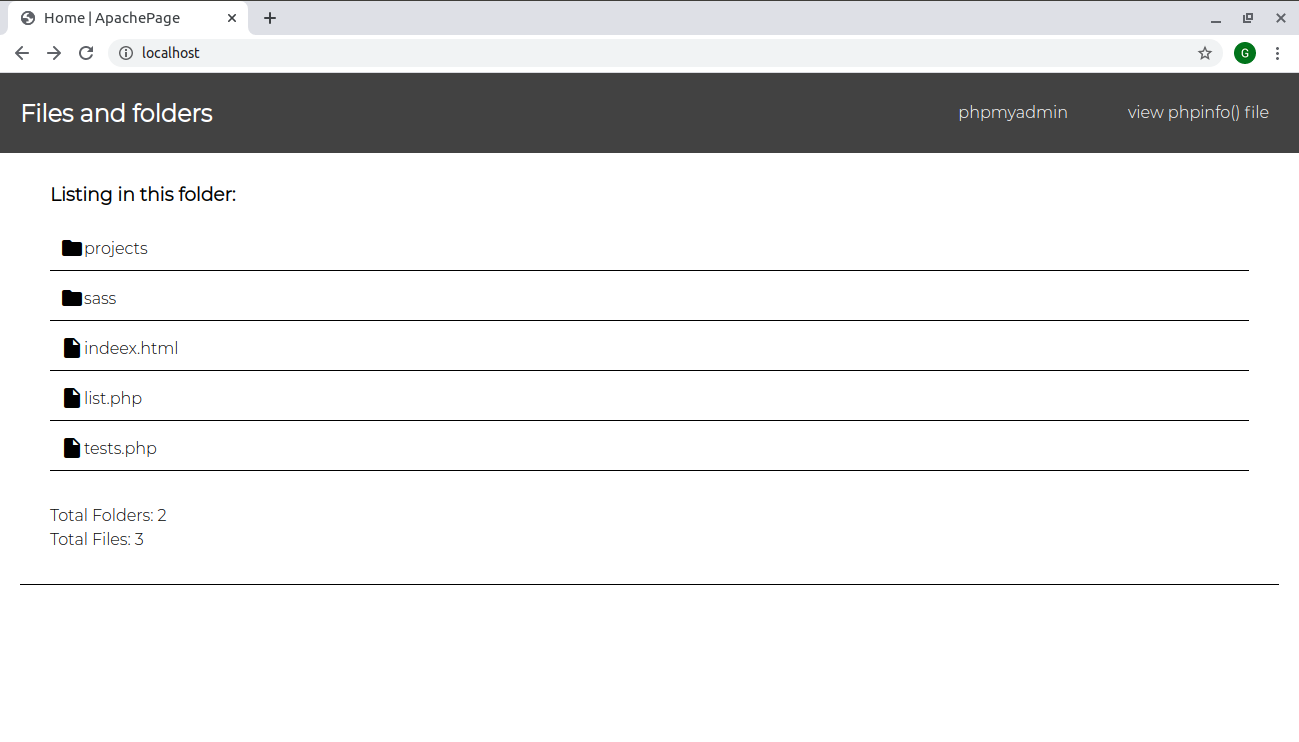 Home | ApachePage
localhost
G
Files and folders
phpmyadmin
view phpinfo() file
Listing in this folder:
projects
sass
indeex.html
list.php
tests.php
Total Folders: 2
Total Files: 3